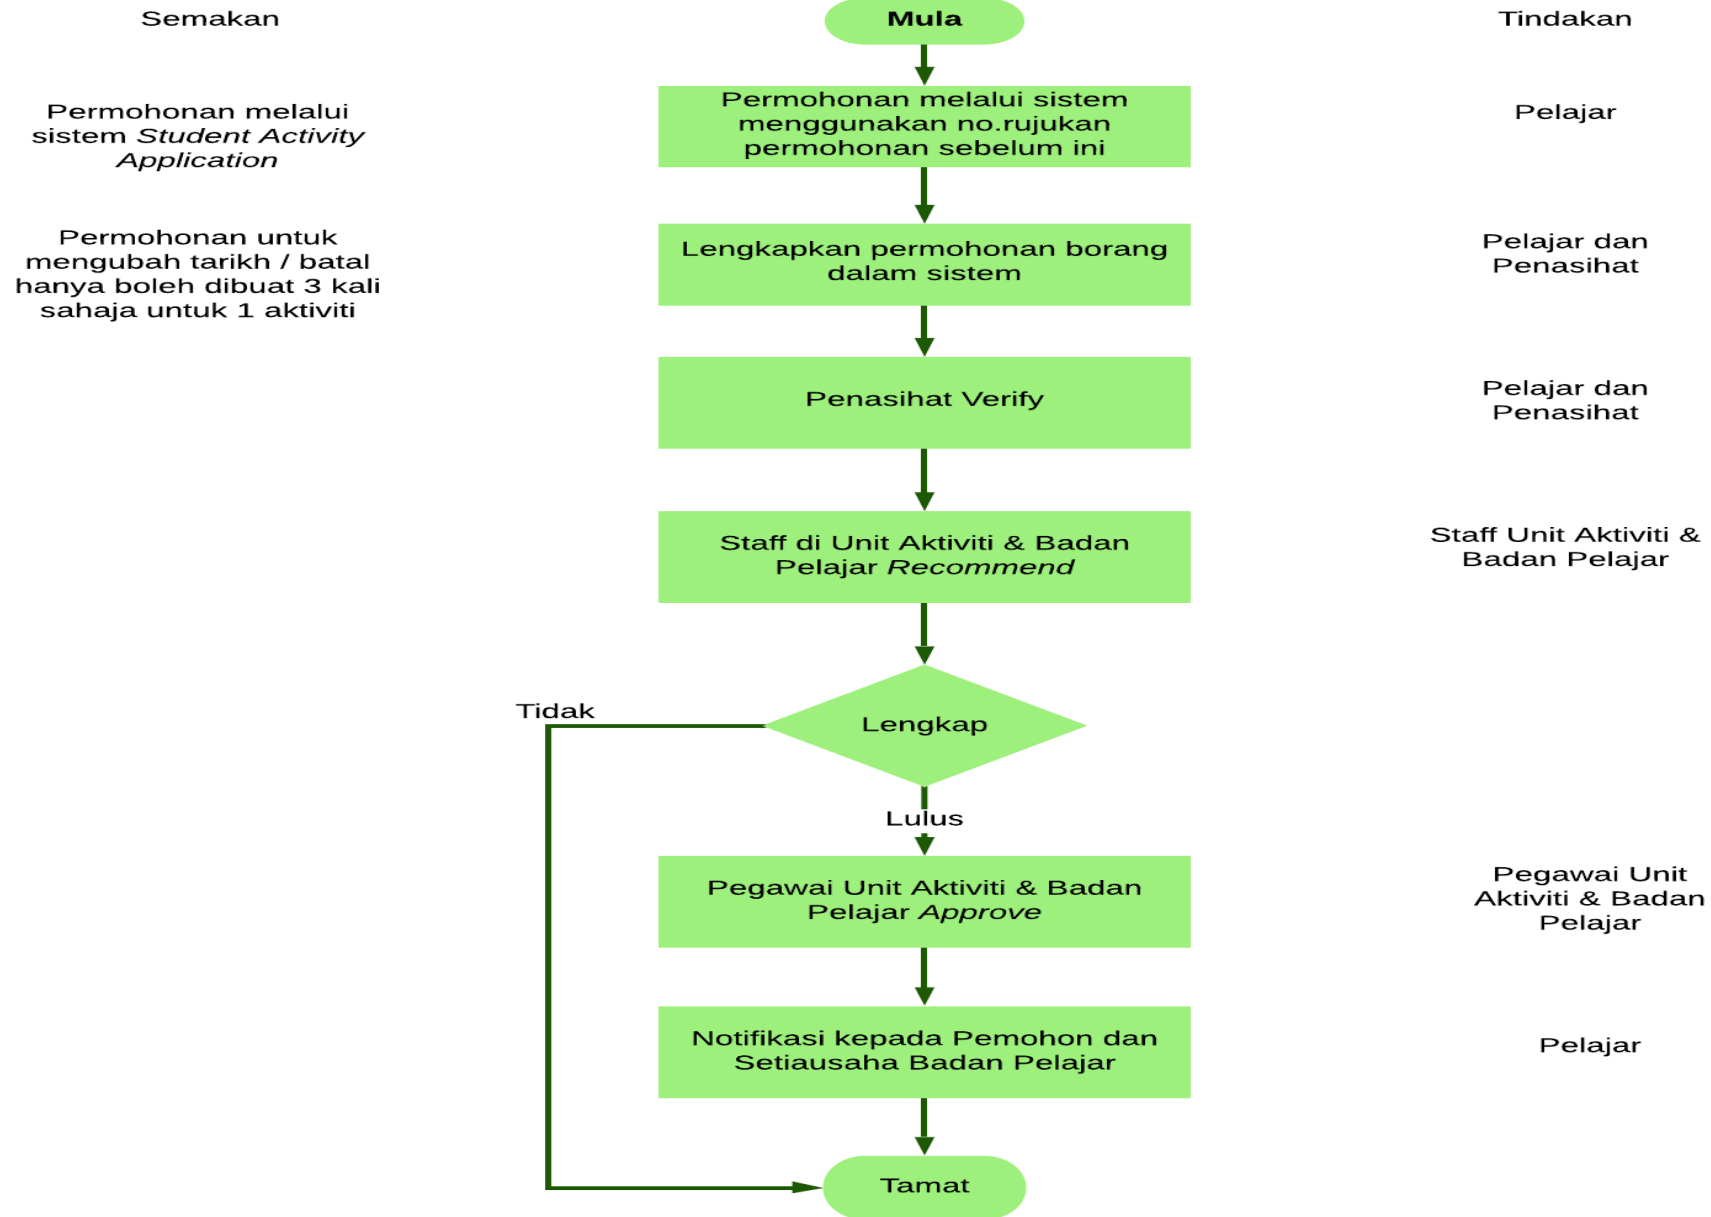 Semakan
Mula
Tindakan
Permohonan melalui
sistem Student Activity
Application
Permohonan melalui sistem
menggunakan no.rujukan
permohonan sebelum ini
Pelajar
Permohonan untuk
mengubah tarikh / batal
hanya boleh dibuat 3 kali
sahaja untuk 1 aktiviti
Lengkapkan permohonan borang
dalam sistem
Pelajar dan
Penasihat
Penasihat Verify
Pelajar dan
Penasihat
Staff di Unit Aktiviti & Badan
Pelajar Recommend
Staff Unit Aktiviti &
Badan Pelajar
Tidak
Lengkap
Lulus
Pegawai Unit Aktiviti & Badan
Pelajar Approve
Pegawai Unit
Aktiviti & Badan
Pelajar
Notifikasi kepada Pemohon dan
Setiausaha Badan Pelajar
Pelajar
Tamat